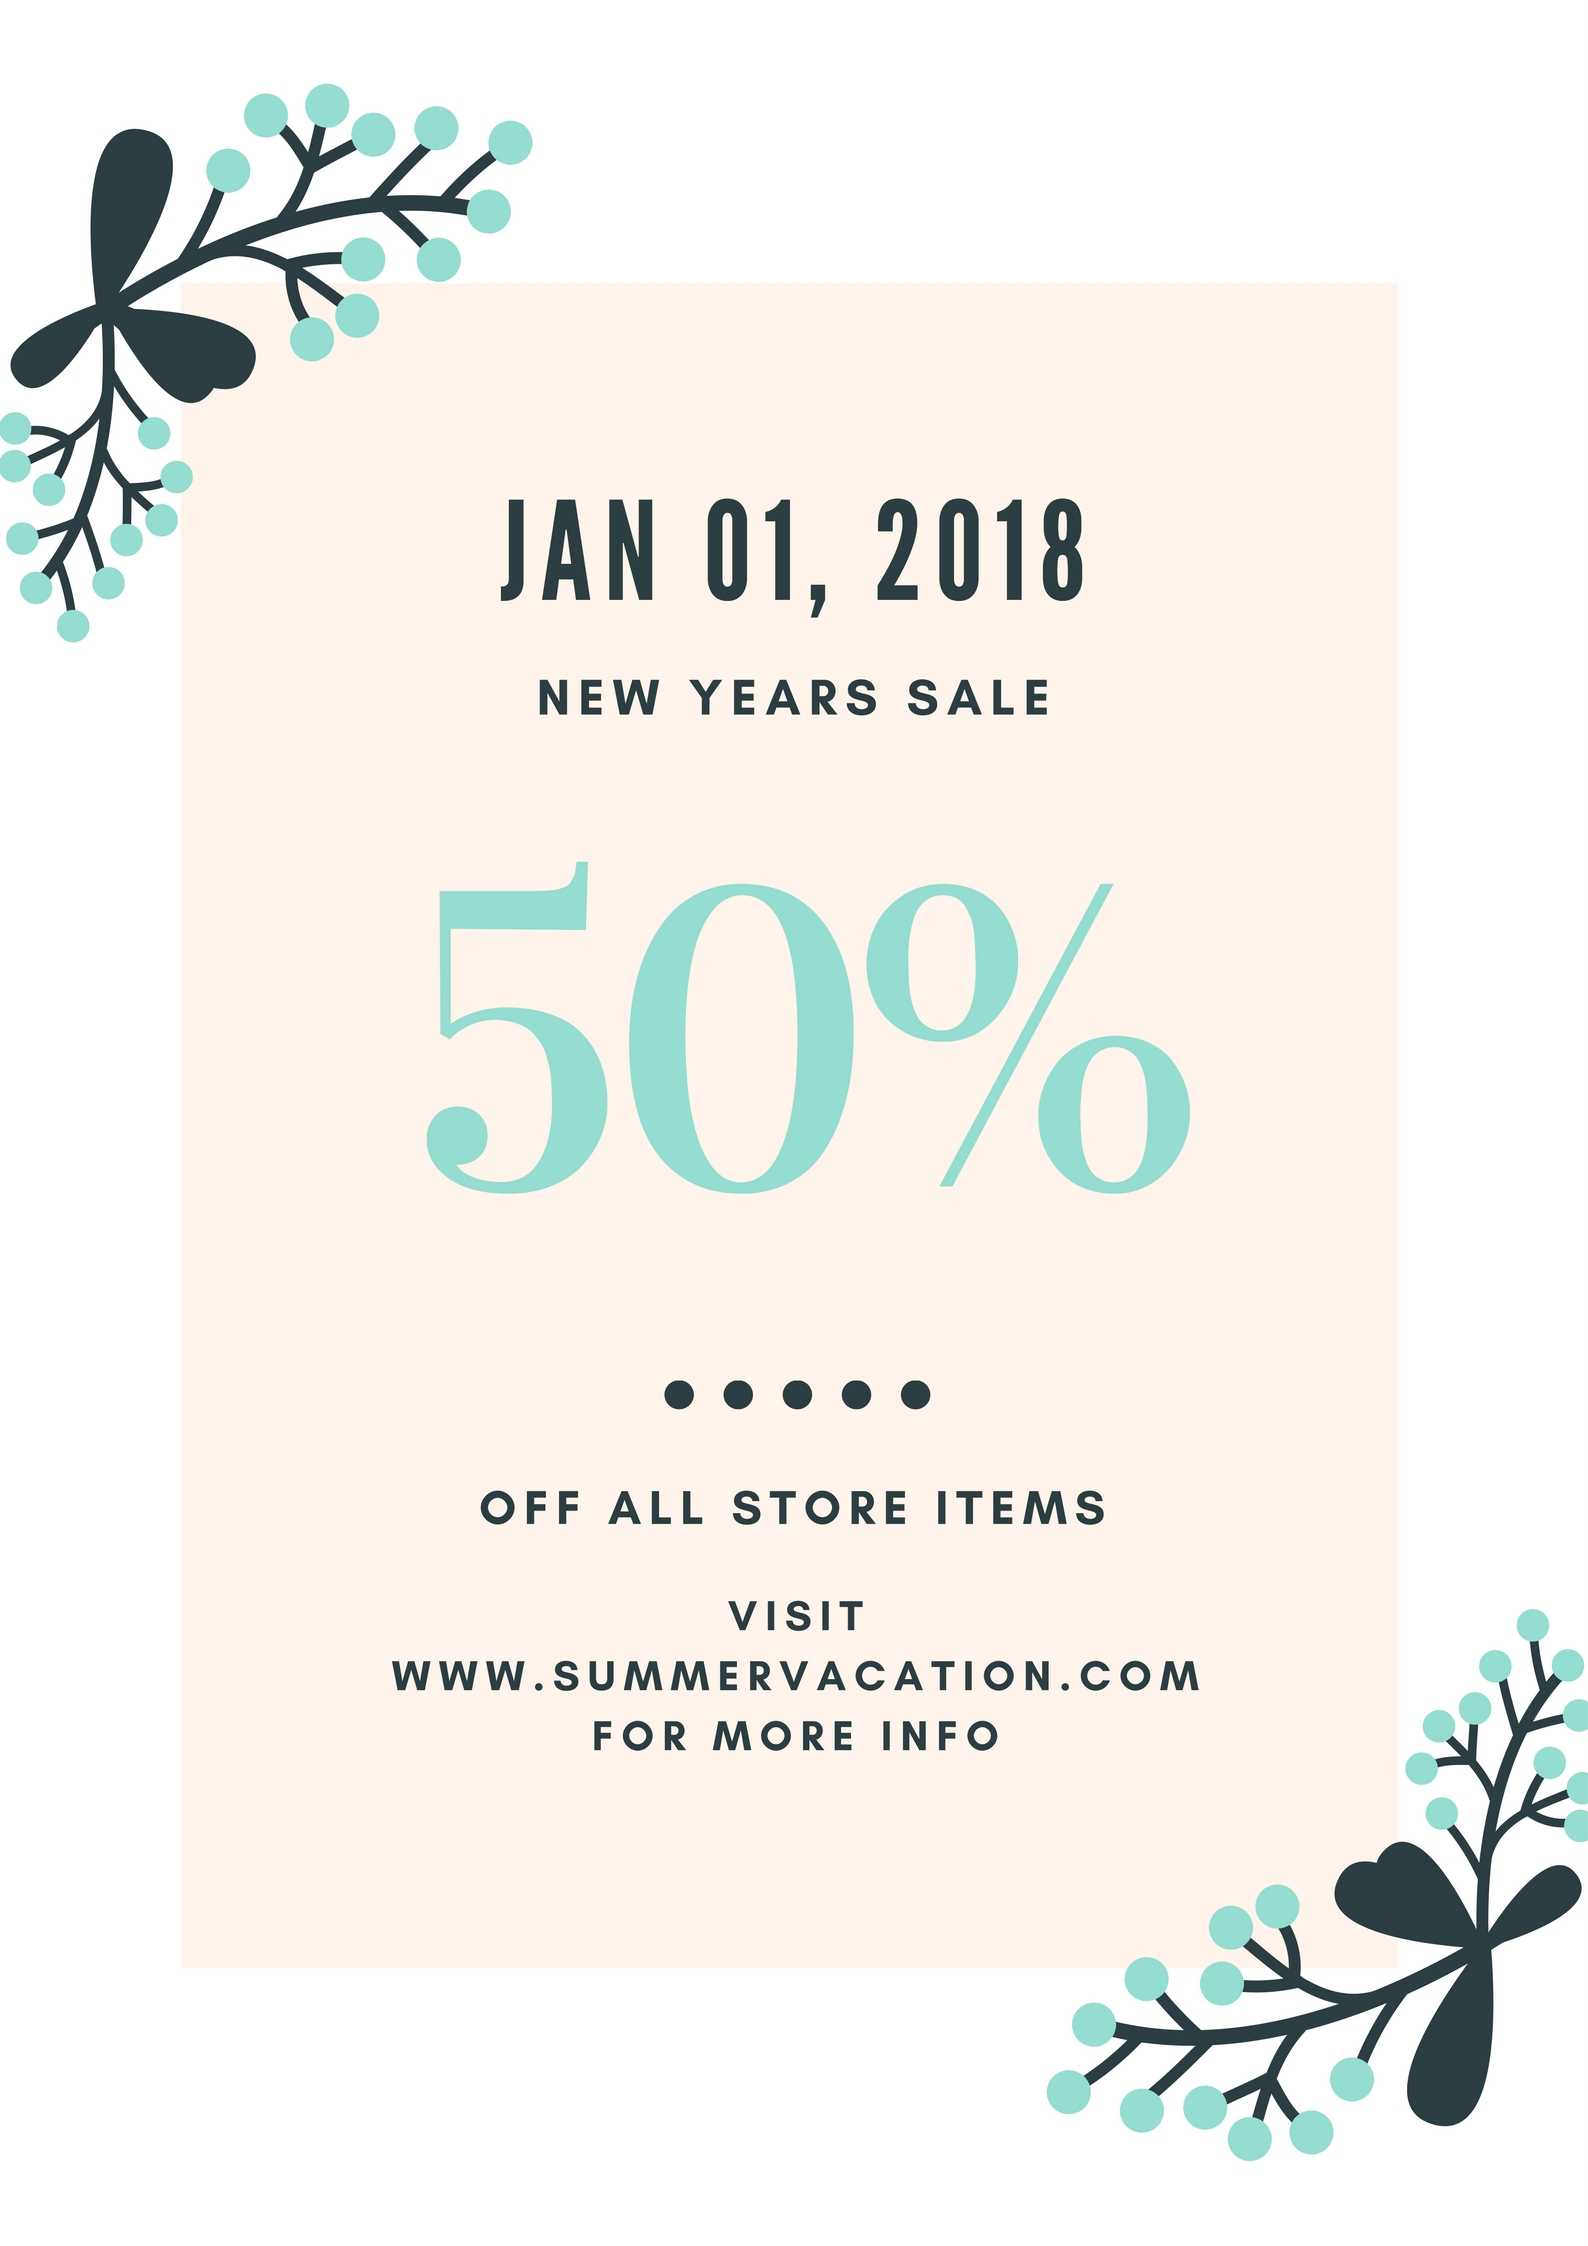 JAN 01, 2018
NEW YEARS SALE
50%
OFF ALL STORE ITEMS
VISIT
WWW.SUMMERVACATION.COM
FOR MORE INFO